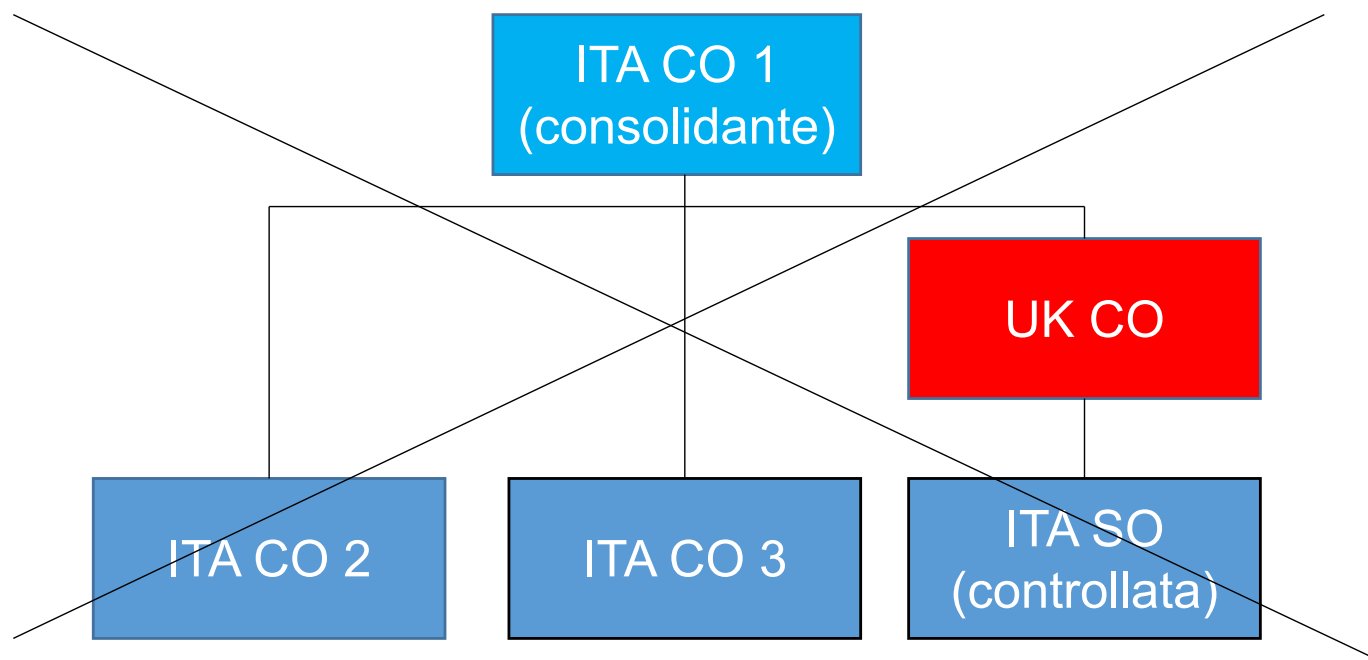 ITA CO 1
(consolidante)
UK CO
ITA CO 2
ITA CO 3
ITA SO
(controllata)